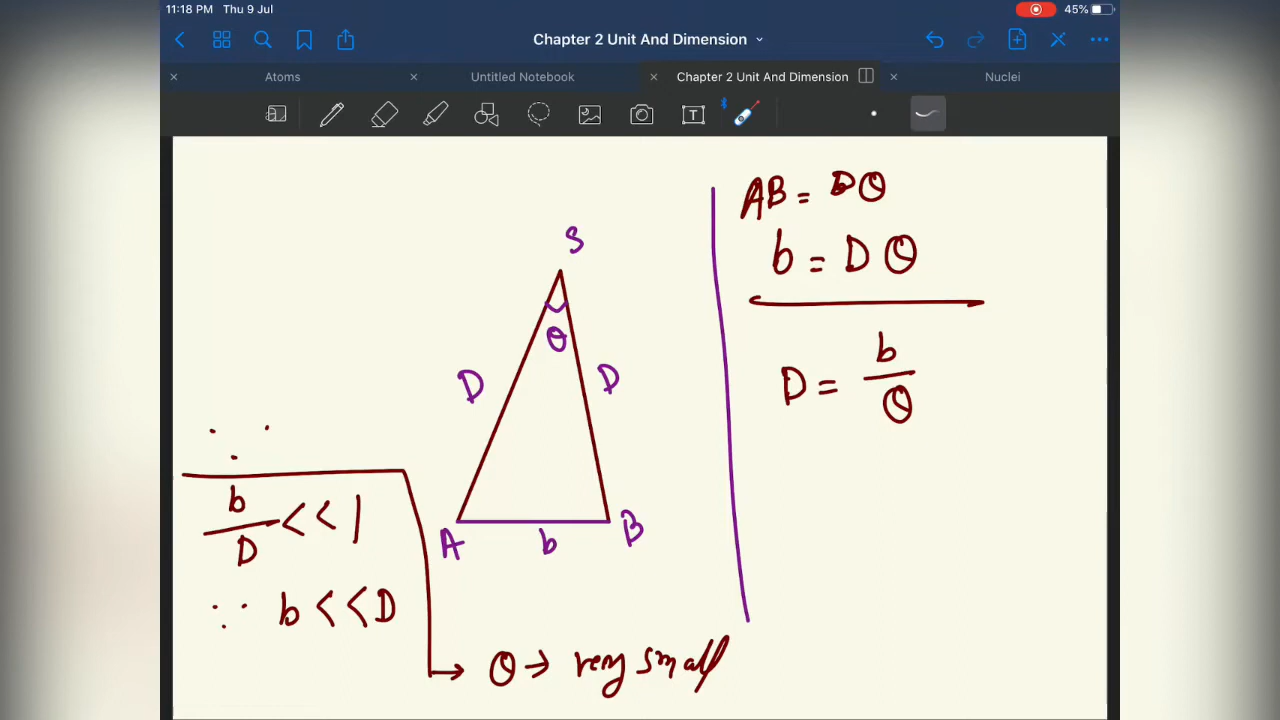 11:18 PM Thu 9 Jul
45%
Chapter 2 Unit And Dimension
Atoms
Untitled Notebook
Chapter 2 Unit And Dimension
Nuclei
T
S
θ
D
D
A
b
B
∵
b
D
<<1
∵ b<<D
θ → very small
AB = Dθ
b = Dθ
D = b
θ